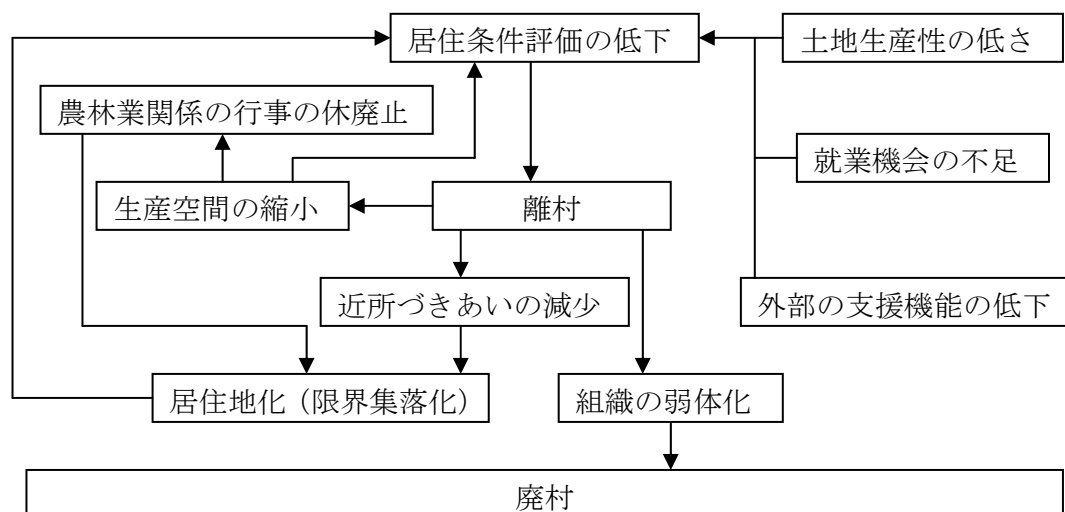 居住条件評価の低下
土地生産性の低さ
農林業関係の行事の休廃止
就業機会の不足
生産空間の縮小
離村
近所づきあいの減少
外部の支援機能の低下
居住地化（限界集落化）
組織の弱体化
廃村